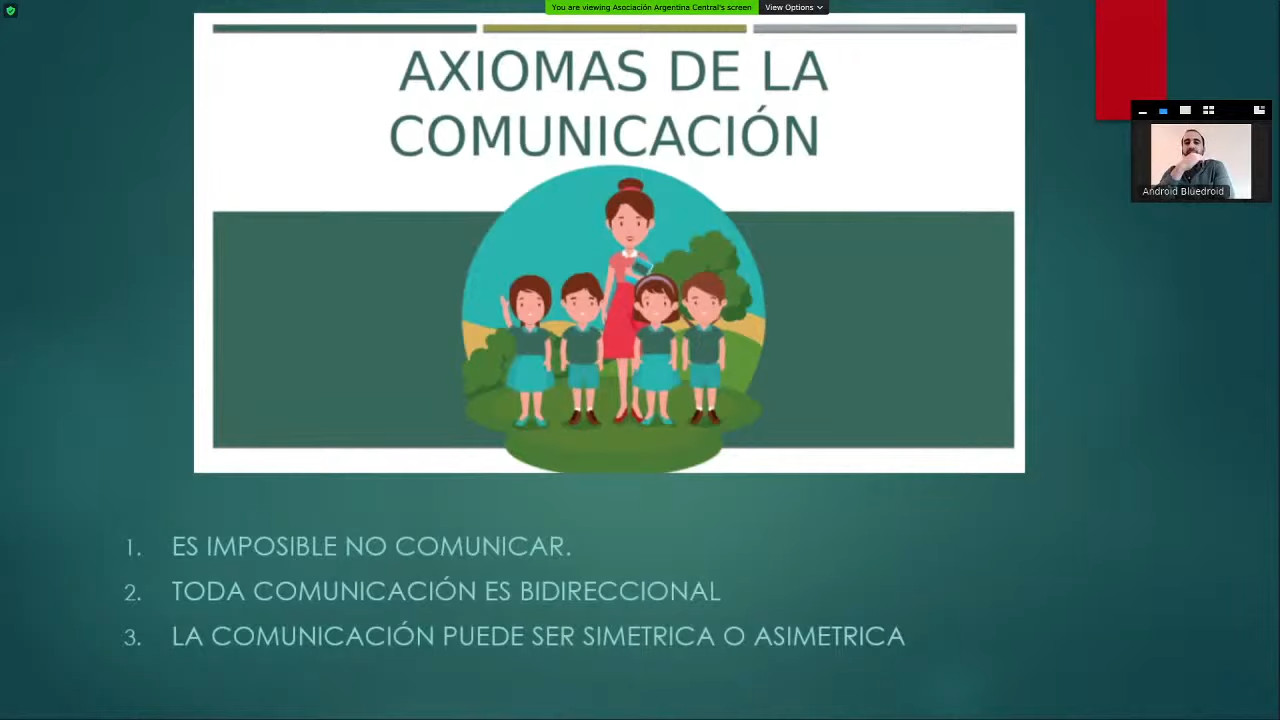 You are viewing Asociación Argentina Central's screen
View Options
AXIOMAS DE LA
COMUNICACIÓN
Android Bluedroid
1. ES IMPOSIBLE NO COMUNICAR.
2. TODA COMUNICACIÓN ES BIDIRECCIONAL
3. LA COMUNICACIÓN PUEDE SER SIMETRICA O ASIMETRICA